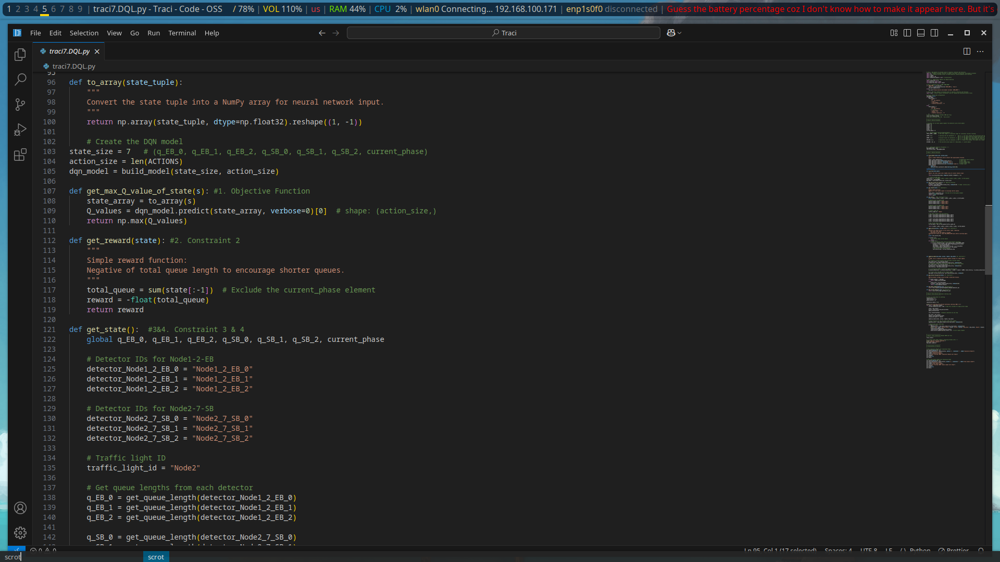 1 2 3 4 5 6 7 8 9 | traci7.DQL.py - Traci - Code - OSS / 78% | VOL 110% | us | RAM 44% | CPU 2% | wlan0 Connecting... 192.168.100.171 | enp1s0f0 disconnected | Guess the battery percentage coz I don't know how to make it appear here. But it's
File Edit Selection View Go Run Terminal Help Traci
traci7.DQL.py
traci7.DQL.py
95
96 def to_array(state_tuple):
97 """
98 Convert the state tuple into a NumPy array for neural network input.
99 """
100 return np.array(state_tuple, dtype=np.float32).reshape((1, -1))
101
102 # Create the DQN model
103 state_size = 7 # (q_EB_0, q_EB_1, q_EB_2, q_SB_0, q_SB_1, q_SB_2, current_phase)
104 action_size = len(ACTIONS)
105 dqn_model = build_model(state_size, action_size)
106
107 def get_max_Q_value_of_state(s): #1. Objective Function
108 state_array = to_array(s)
109 Q_values = dqn_model.predict(state_array, verbose=0)[0] # shape: (action_size,)
110 return np.max(Q_values)
111
112 def get_reward(state): #2. Constraint 2
113 """
114 Simple reward function:
115 Negative of total queue length to encourage shorter queues.
116 """
117 total_queue = sum(state[:-1]) # Exclude the current_phase element
118 reward = -float(total_queue)
119 return reward
120
121 def get_state(): #3&4. Constraint 3 & 4
122 global q_EB_0, q_EB_1, q_EB_2, q_SB_0, q_SB_1, q_SB_2, current_phase
123
124 # Detector IDs for Node1-2-EB
125 detector_Node1_2_EB_0 = "Node1_2_EB_0"
126 detector_Node1_2_EB_1 = "Node1_2_EB_1"
127 detector_Node1_2_EB_2 = "Node1_2_EB_2"
128
129 # Detector IDs for Node2-7-SB
130 detector_Node2_7_SB_0 = "Node2_7_SB_0"
131 detector_Node2_7_SB_1 = "Node2_7_SB_1"
132 detector_Node2_7_SB_2 = "Node2_7_SB_2"
133
134 # Traffic light ID
135 traffic_light_id = "Node2"
136
137 # Get queue lengths from each detector
138 q_EB_0 = get_queue_length(detector_Node1_2_EB_0)
139 q_EB_1 = get_queue_length(detector_Node1_2_EB_1)
140 q_EB_2 = get_queue_length(detector_Node1_2_EB_2)
141
142 q_SB_0 = get_queue_length(detector_Node2_7_SB_0)
0 0 Ln 95, Col 1 (17 selected) Spaces: 4 UTF-8 LF { } Python Prettier
scrot scrot